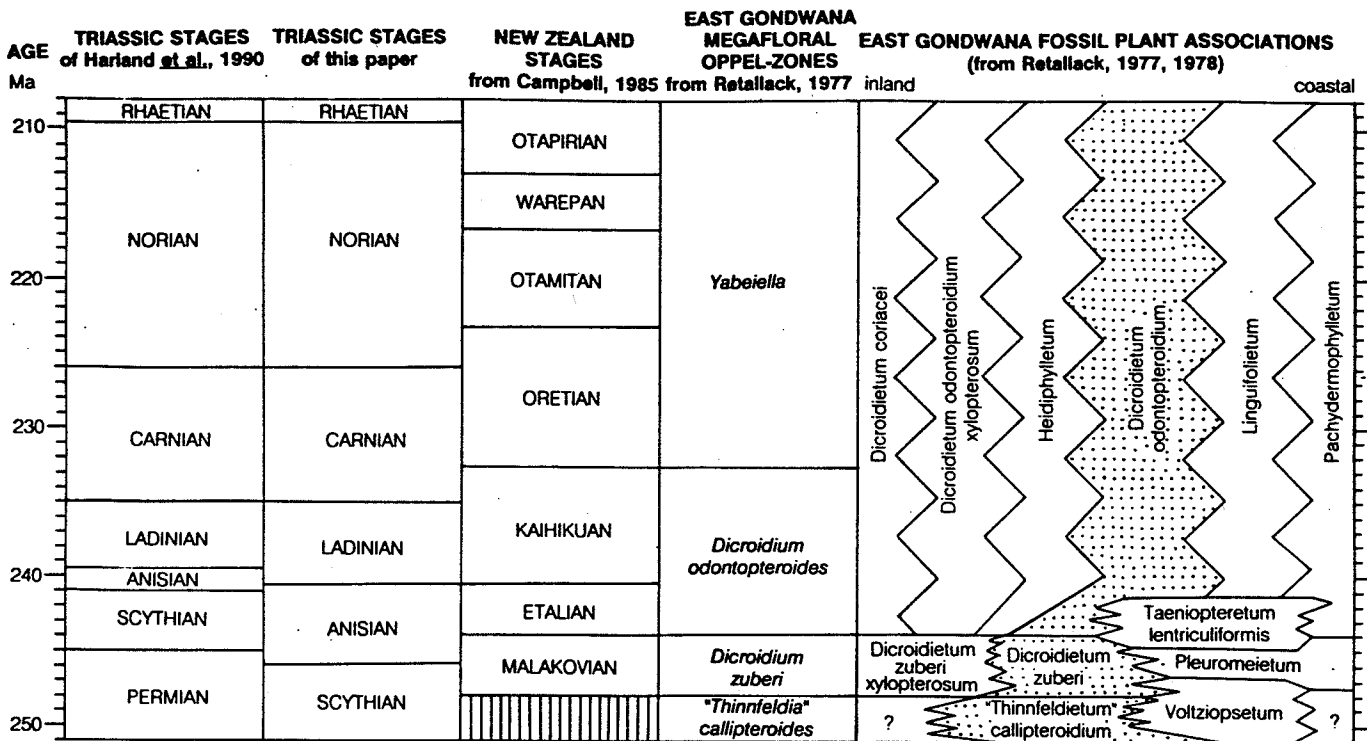 AGE
Ma
TRIASSIC STAGES
of Harland et al., 1990
TRIASSIC STAGES
of this paper
NEW ZEALAND
STAGES
from Campbell, 1985
EAST GONDWANA
MEGAFLORAL
OPPEL-ZONES
from Retallack, 1977
EAST GONDWANA FOSSIL PLANT ASSOCIATIONS
(from Retallack, 1977, 1978)
inland
coastal
210
220
230
240
250
RHAETIAN
NORIAN
CARNIAN
LADINIAN
ANISIAN
SCYTHIAN
PERMIAN
RHAETIAN
NORIAN
CARNIAN
LADINIAN
ANISIAN
SCYTHIAN
OTAPIRIAN
WAREPAN
OTAMITAN
ORETIAN
KAIHIKUAN
ETALIAN
MALAKOVIAN
Yabeiella
Dicroidium
odontopteroides
Dicroidium
zuberi
"Thinnfeldia"
callipteroides
Dicroidietum coriacei
Dicroidietum odontopteroidium
xylopterosum
Heidiphylletum
Dicroidietum
odontopteroidium
Linguifolietum
Pachydermophylletum
Taeniopteretum
lentriculiformis
Dicroidietum
zuberi
xylopterosum
Dicroidietum
zuberi
Pleuromeietum
?
"Thinnfeldietum"
callipteroidium
Voltziopsetum
?